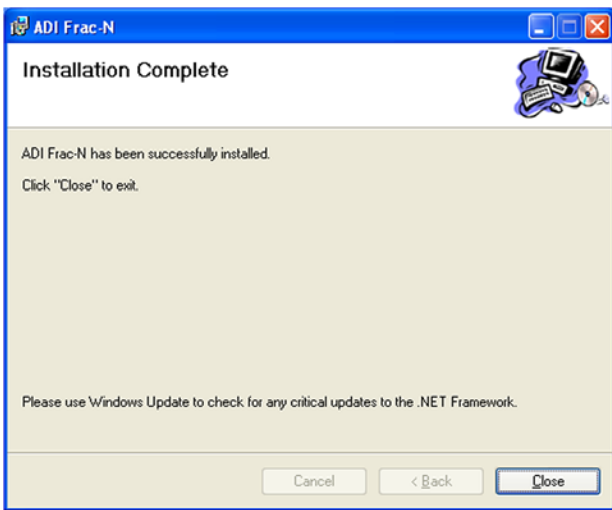 ADI Frac-N
Installation Complete
ADI Frac-N has been successfully installed.
Click "Close" to exit.
Please use Windows Update to check for any critical updates to the .NET Framework.
Cancel
< Back
Close